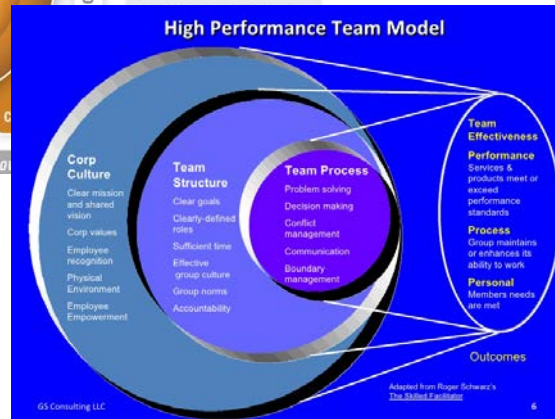 High Performance Team Model
Corp
Culture
Clear mission
and shared
vision
Corp values
Employee
recognition
Physical
Environment
Employee
Empowerment
Team
Structure
Clear goals
Clearly-defined
roles
Sufficient time
Effective
group culture
Group norms
Accountability
Team Process
Problem solving
Decision making
Conflict
management
Communication
Boundary
management
Team
Effectiveness
Performance
Services &
products meet or
exceed
performance
standards
Process
Group maintains
or enhances its
ability to work
Personal
Members needs
are met
Outcomes
Adapted from Roger Schwarz's
The Skilled Facilitator
GS Consulting LLC
6